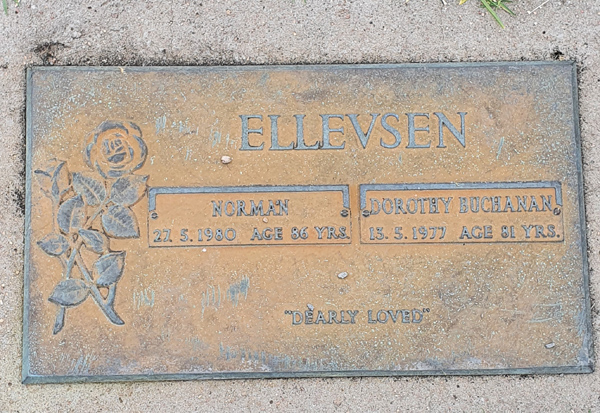 ELLEVSEN
NORMAN
27. 5. 1980 AGE 86 YRS.
DOROTHY BUCHANAN
13. 5. 1977 AGE 81 YRS.
"DEARLY LOVED"